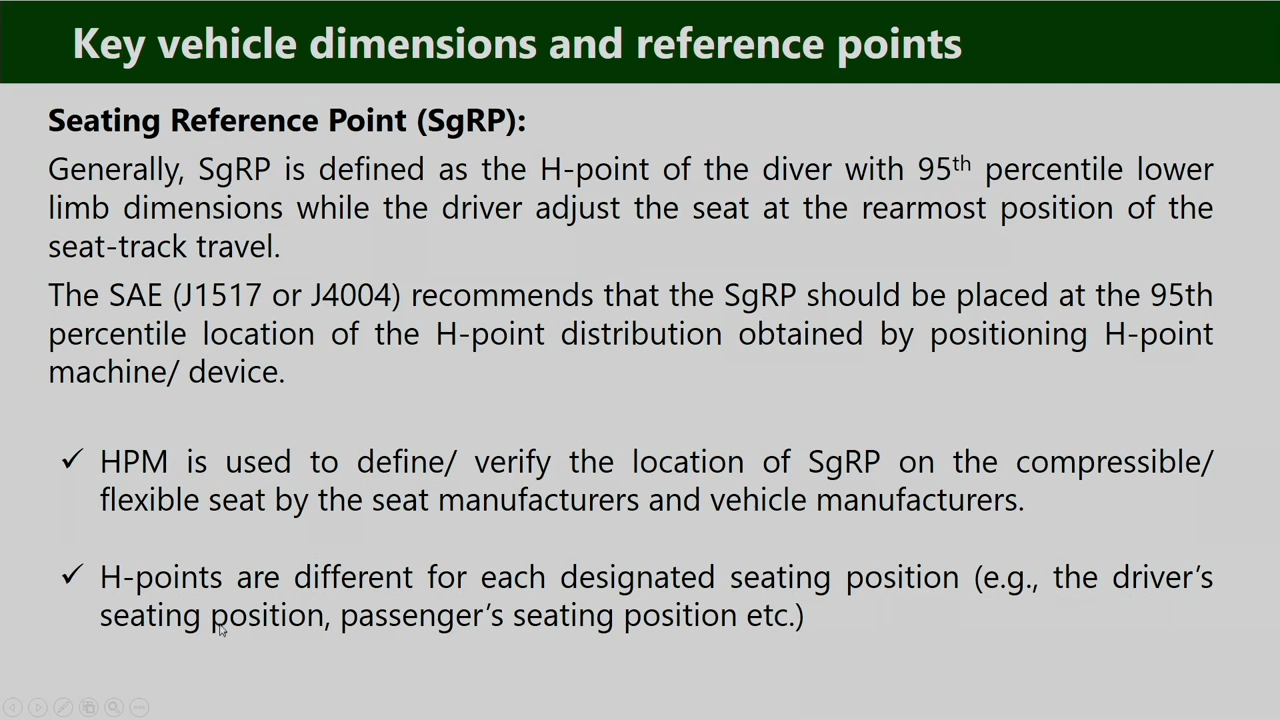 Key vehicle dimensions and reference points
Seating Reference Point (SgRP):
Generally, SgRP is defined as the H-point of the diver with 95th percentile lower
limb dimensions while the driver adjust the seat at the rearmost position of the
seat-track travel.
The SAE (J1517 or J4004) recommends that the SgRP should be placed at the 95th
percentile location of the H-point distribution obtained by positioning H-point
machine/ device.
✓ HPM is used to define/ verify the location of SgRP on the compressible/
flexible seat by the seat manufacturers and vehicle manufacturers.
✓ H-points are different for each designated seating position (e.g., the driver’s
seating position, passenger’s seating position etc.)